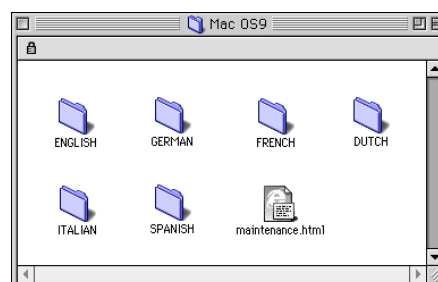 Mac OS9
ENGLISH GERMAN FRENCH DUTCH
ITALIAN SPANISH maintenance.html